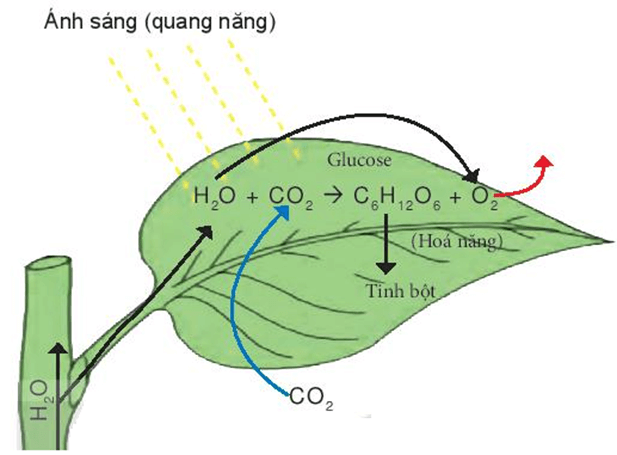 Ánh sáng (quang năng)
Glucose
H₂O + CO₂ → C₆H₁₂O₆ + O₂
(Hoá năng)
Tinh bột
H₂O
CO₂